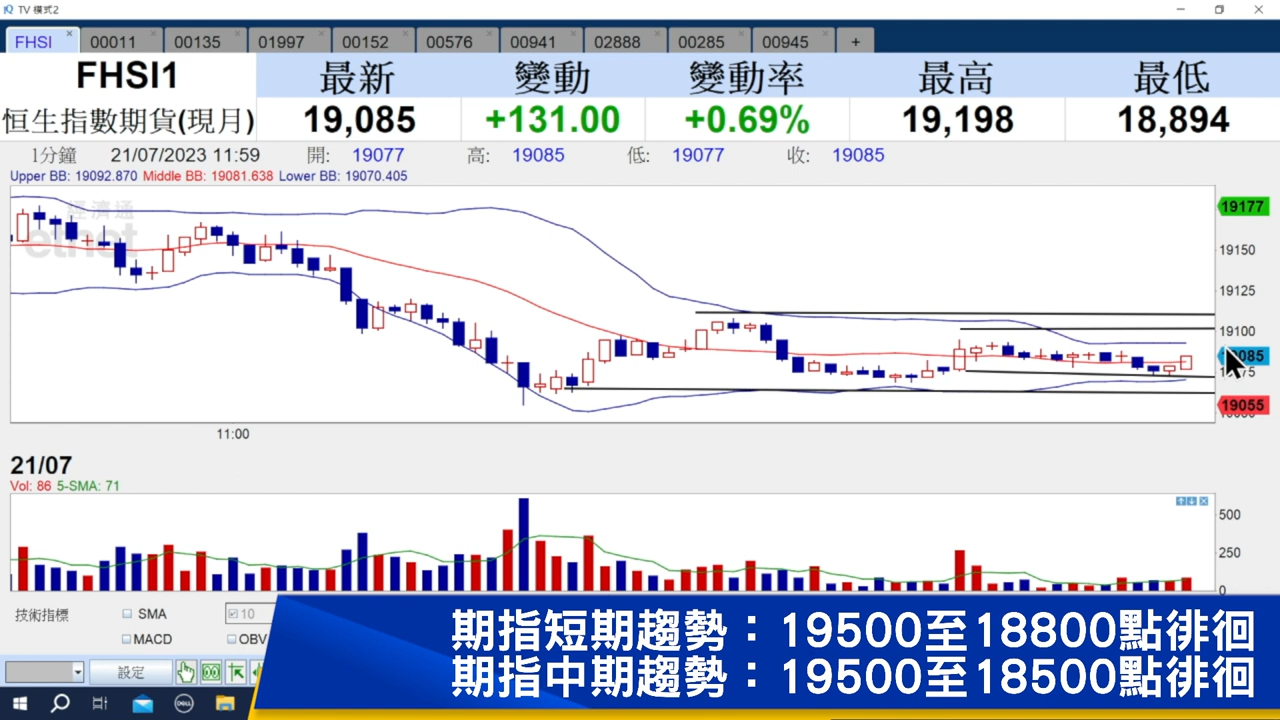 TV 模式2
FHSI 00011 00135 01997 00152 00576 00941 02888 00285 00945 +
FHSI1 最新 變動 變動率 最高 最低
恒生指數期貨(現月) 19,085 +131.00 +0.69% 19,198 18,894
1分鐘 21/07/2023 11:59 開: 19077 高: 19085 低: 19077 收: 19085
Upper BB: 19092.870 Middle BB: 19081.638 Lower BB: 19070.405
經濟通
etnet
19177
19150
19125
19100
19055
11:00
21/07
Vol: 86 5-SMA: 71
500
250
0
技術指標 SMA 10
MACD OBV
設定
期指短期趨勢：19500至18800點徘徊
期指中期趨勢：19500至18500點徘徊
DELL